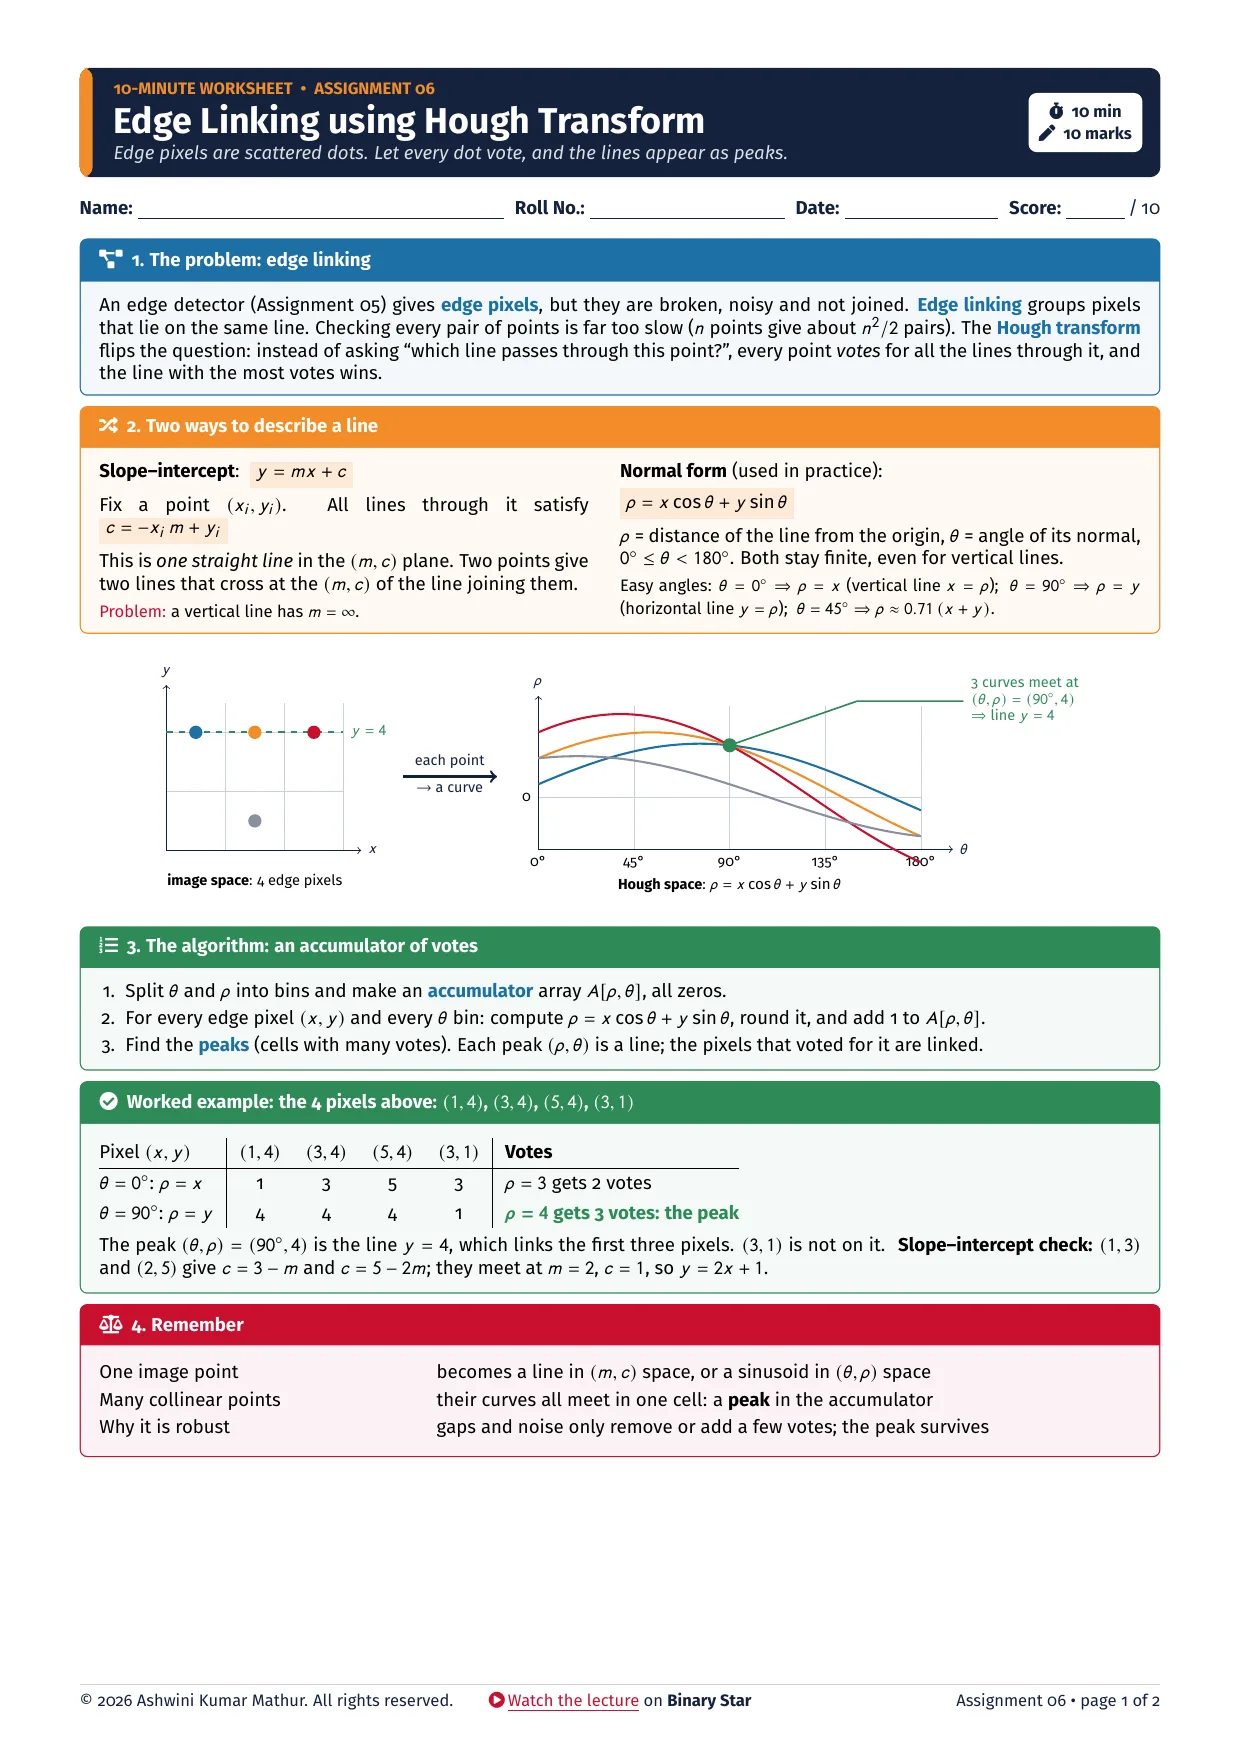 10-MINUTE WORKSHEET • ASSIGNMENT 06
Edge Linking using Hough Transform
Edge pixels are scattered dots. Let every dot vote, and the lines appear as peaks.
10 min
10 marks
Name: Roll No.: Date: Score: / 10
1. The problem: edge linking
An edge detector (Assignment 05) gives edge pixels, but they are broken, noisy and not joined. Edge linking groups pixels
that lie on the same line. Checking every pair of points is far too slow (n points give about n²/2 pairs). The Hough transform
flips the question: instead of asking “which line passes through this point?”, every point votes for all the lines through it, and
the line with the most votes wins.
2. Two ways to describe a line
Slope–intercept: y = mx + c
Fix a point (xᵢ, yᵢ). All lines through it satisfy
c = −xᵢ m + yᵢ
This is one straight line in the (m, c) plane. Two points give
two lines that cross at the (m, c) of the line joining them.
Problem: a vertical line has m = ∞.
Normal form (used in practice):
ρ = x cos θ + y sin θ
ρ = distance of the line from the origin, θ = angle of its normal,
0° ≤ θ < 180°. Both stay finite, even for vertical lines.
Easy angles: θ = 0° ⇒ ρ = x (vertical line x = ρ); θ = 90° ⇒ ρ = y
(horizontal line y = ρ); θ = 45° ⇒ ρ ≈ 0.71 (x + y).
y
y = 4
x
image space: 4 edge pixels
each point
→ a curve
ρ
3 curves meet at
(θ, ρ) = (90°, 4)
⇒ line y = 4
0
θ
0° 45° 90° 135° 180°
Hough space: ρ = x cos θ + y sin θ
3. The algorithm: an accumulator of votes
1. Split θ and ρ into bins and make an accumulator array A[ρ, θ], all zeros.
2. For every edge pixel (x, y) and every θ bin: compute ρ = x cos θ + y sin θ, round it, and add 1 to A[ρ, θ].
3. Find the peaks (cells with many votes). Each peak (ρ, θ) is a line; the pixels that voted for it are linked.
Worked example: the 4 pixels above: (1, 4), (3, 4), (5, 4), (3, 1)
Pixel (x, y) (1, 4) (3, 4) (5, 4) (3, 1) Votes
θ = 0°: ρ = x 1 3 5 3 ρ = 3 gets 2 votes
θ = 90°: ρ = y 4 4 4 1 ρ = 4 gets 3 votes: the peak
The peak (θ, ρ) = (90°, 4) is the line y = 4, which links the first three pixels. (3, 1) is not on it. Slope–intercept check: (1, 3)
and (2, 5) give c = 3 − m and c = 5 − 2m; they meet at m = 2, c = 1, so y = 2x + 1.
4. Remember
One image point becomes a line in (m, c) space, or a sinusoid in (θ, ρ) space
Many collinear points their curves all meet in one cell: a peak in the accumulator
Why it is robust gaps and noise only remove or add a few votes; the peak survives
© 2026 Ashwini Kumar Mathur. All rights reserved. Watch the lecture on Binary Star Assignment 06 • page 1 of 2